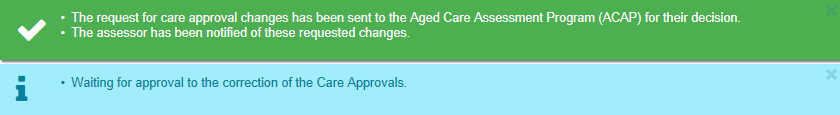 • The request for care approval changes has been sent to the Aged Care Assessment Program (ACAP) for their decision.
• The assessor has been notified of these requested changes.
• Waiting for approval to the correction of the Care Approvals.